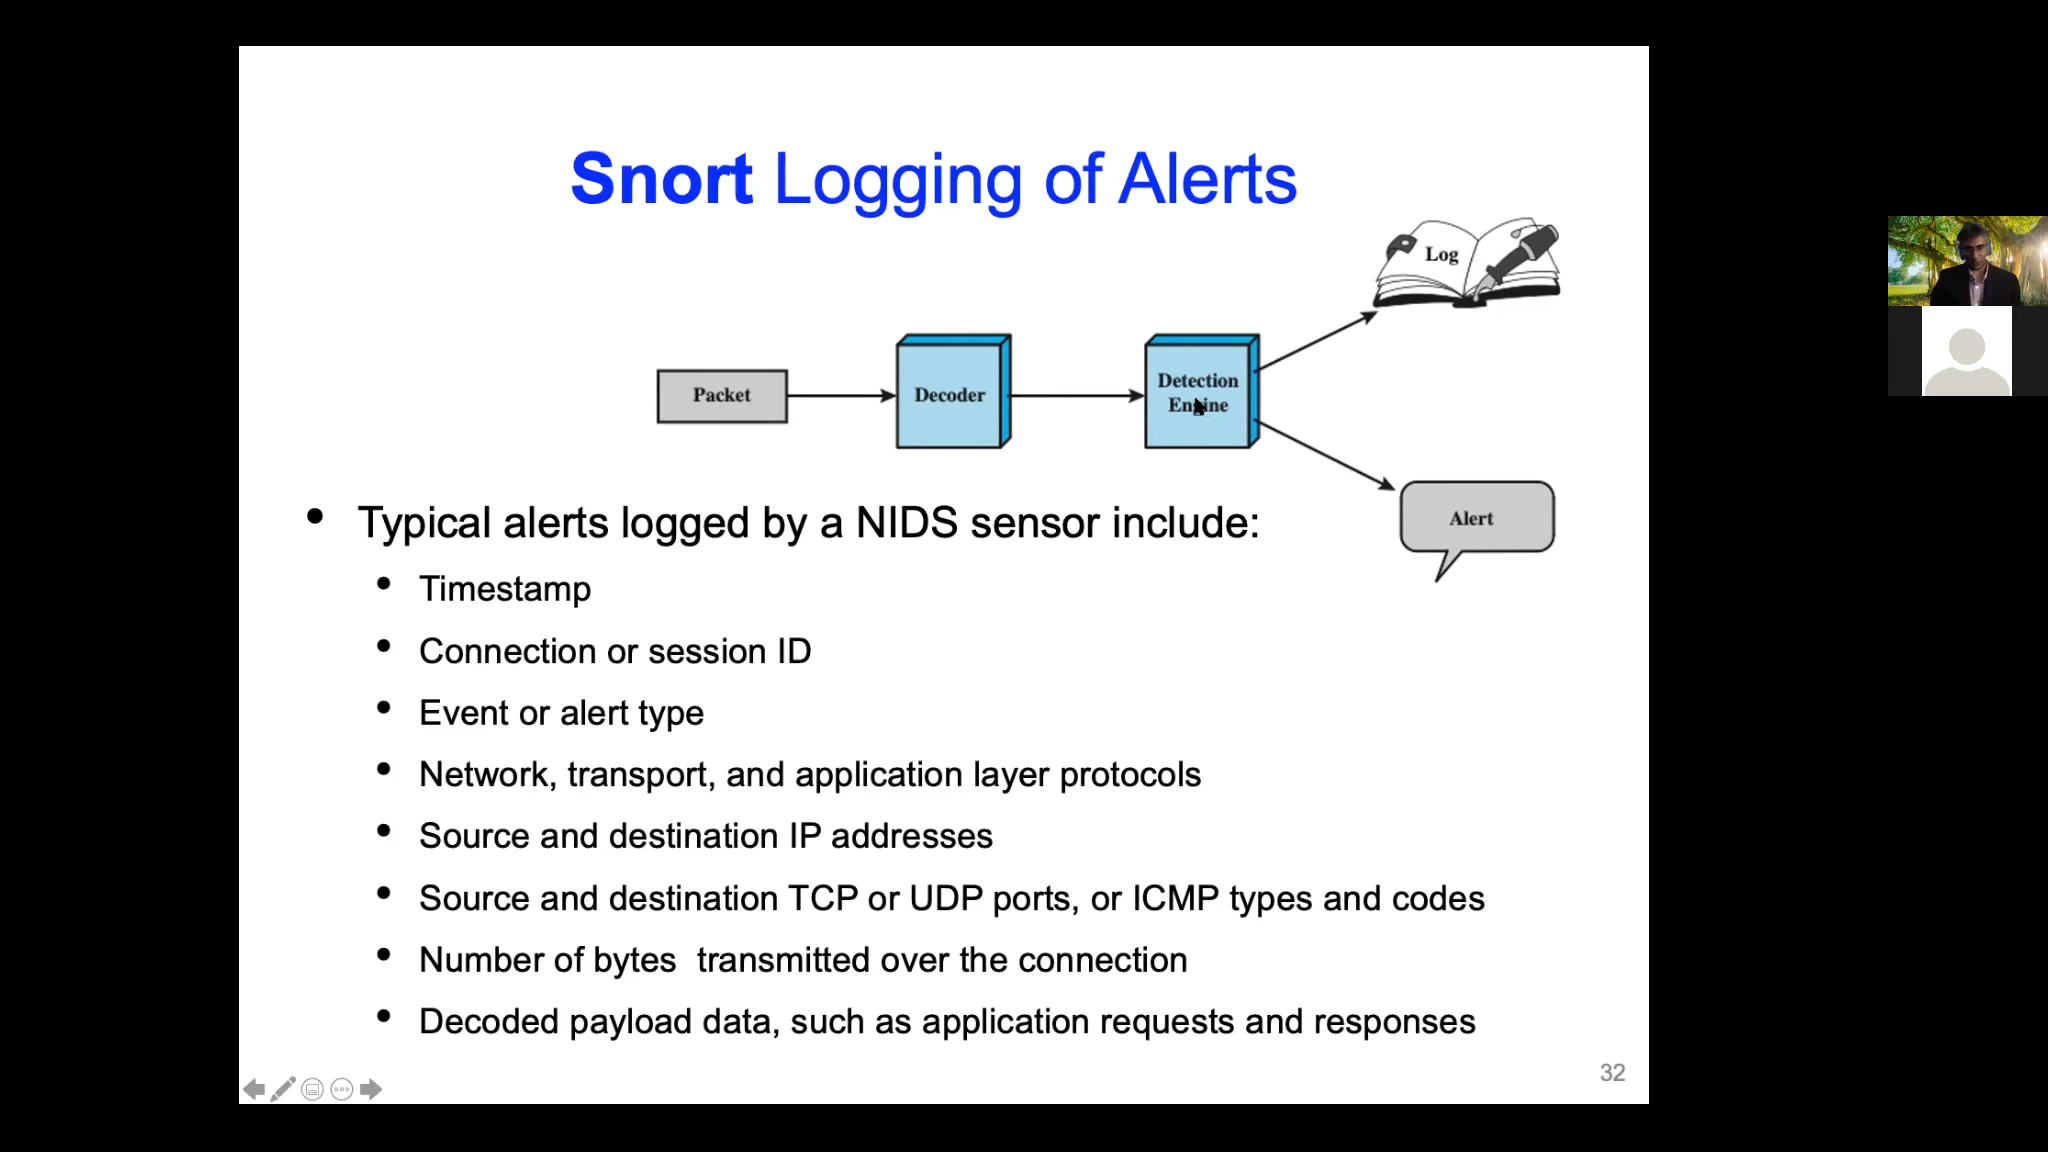 Snort Logging of Alerts
Log
Packet
Decoder
Detection
Engine
Alert
• Typical alerts logged by a NIDS sensor include:
• Timestamp
• Connection or session ID
• Event or alert type
• Network, transport, and application layer protocols
• Source and destination IP addresses
• Source and destination TCP or UDP ports, or ICMP types and codes
• Number of bytes  transmitted over the connection
• Decoded payload data, such as application requests and responses
32